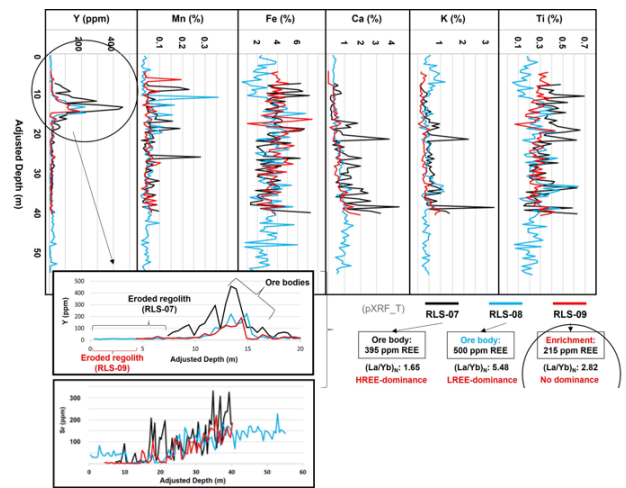 Y (ppm) Mn (%) Fe (%) Ca (%) K (%) Ti (%)
200 400 0.1 0.2 0.3 2 4 6 1 2 3 4 1 2 3 0.1 0.3 0.5 0.7
Adjusted Depth (m)
0
10
20
30
40
50
Ore bodies
Eroded regolith
(RLS-07)
Y (ppm)
500
400
300
200
100
0
0 5 10 15 20
Eroded regolith
(RLS-09)
Adjusted Depth (m)
(pXRF_T)
RLS-07 RLS-08 RLS-09
Ore body:
395 ppm REE
(La/Yb)N: 1.65
HREE-dominance
Ore body:
500 ppm REE
(La/Yb)N: 5.48
LREE-dominance
Enrichment:
215 ppm REE
(La/Yb)N: 2.82
No dominance
Sr (ppm)
300
200
100
0
0 10 20 30 40 50 60
Adjusted Depth (m)